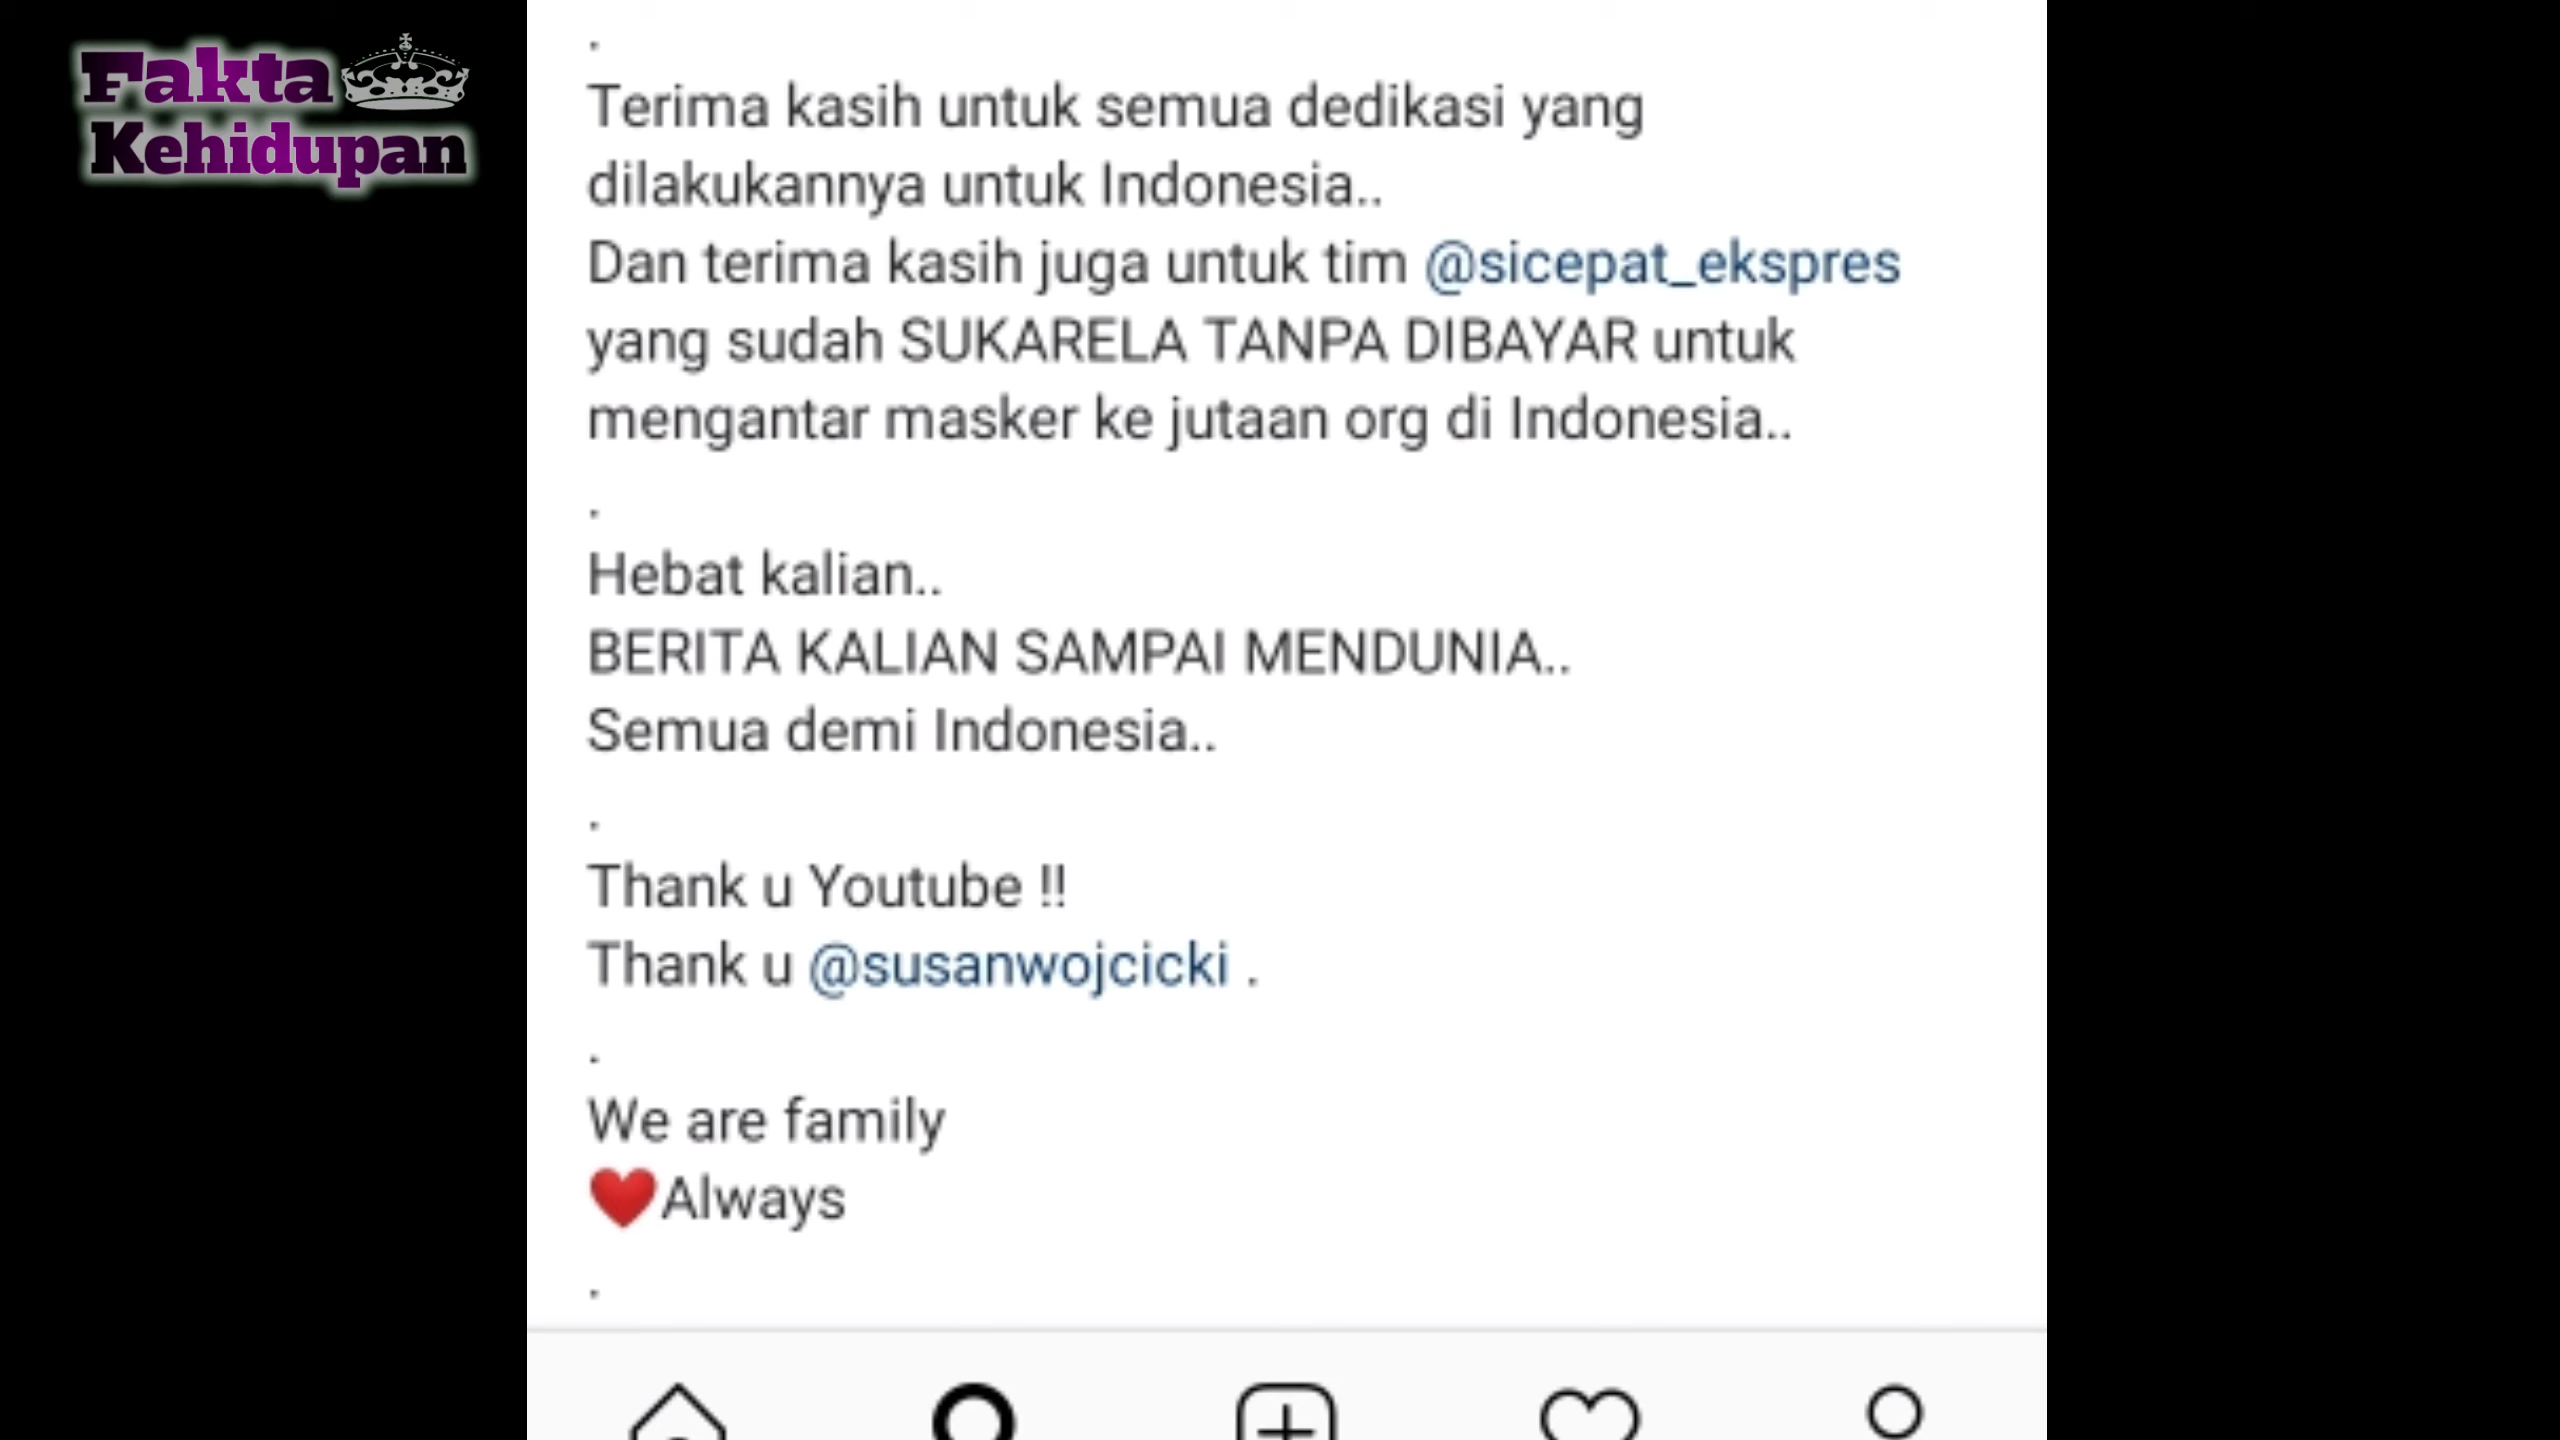 Fakta
Kehidupan
.
Terima kasih untuk semua dedikasi yang
dilakukannya untuk Indonesia..
Dan terima kasih juga untuk tim @sicepat_ekspres
yang sudah SUKARELA TANPA DIBAYAR untuk
mengantar masker ke jutaan org di Indonesia..
.
Hebat kalian..
BERITA KALIAN SAMPAI MENDUNIA..
Semua demi Indonesia..
.
Thank u Youtube !!
Thank u @susanwojcicki .
.
We are family
❤️Always
.